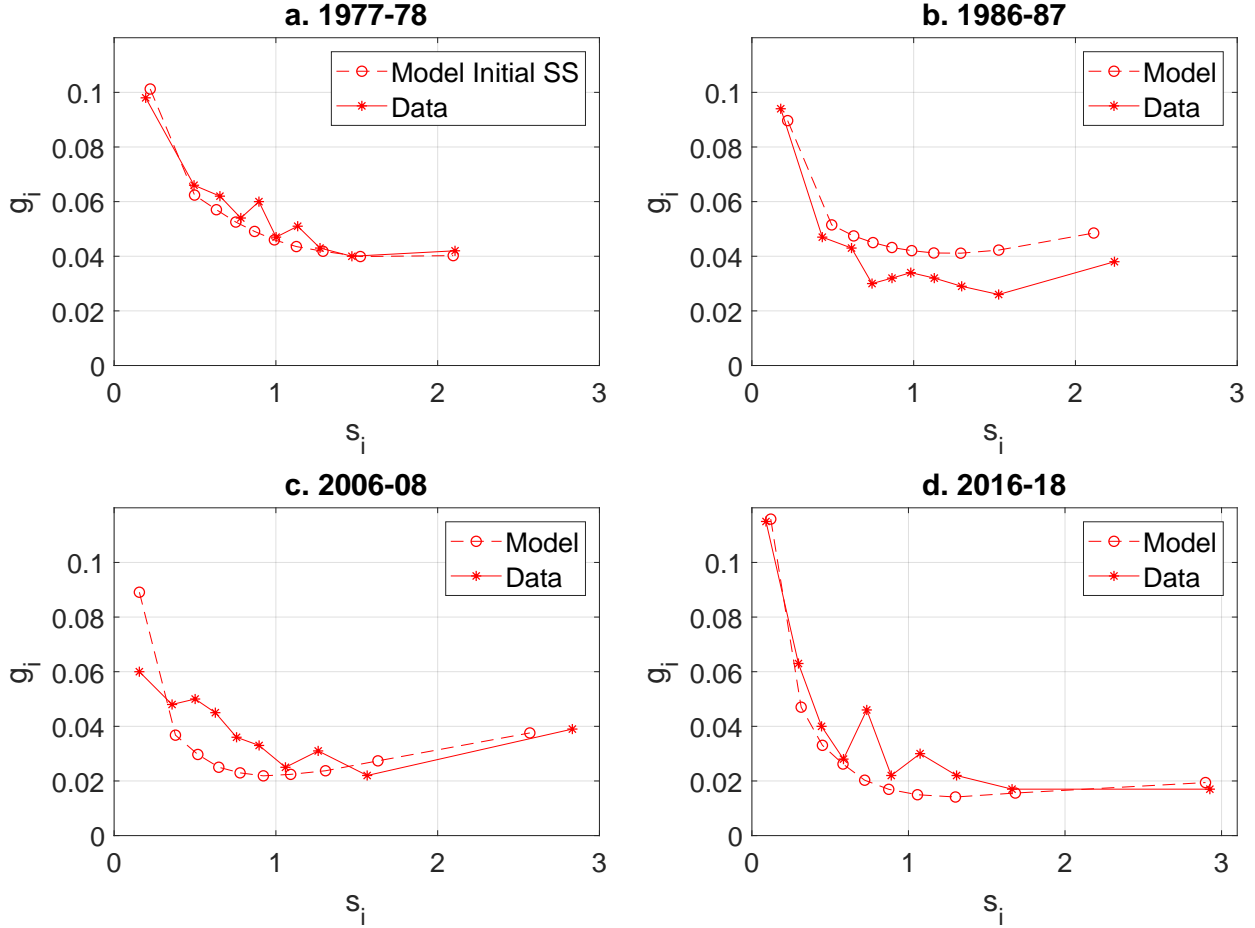 a. 1977-78
Model Initial SS
Data
0.1
0.08
0.06
0.04
0.02
0
g_i
0 1 2 3
s_i
b. 1986-87
Model
Data
0.1
0.08
0.06
0.04
0.02
0
g_i
0 1 2 3
s_i
c. 2006-08
Model
Data
0.1
0.08
0.06
0.04
0.02
0
g_i
0 1 2 3
s_i
d. 2016-18
Model
Data
0.1
0.08
0.06
0.04
0.02
0
g_i
0 1 2 3
s_i